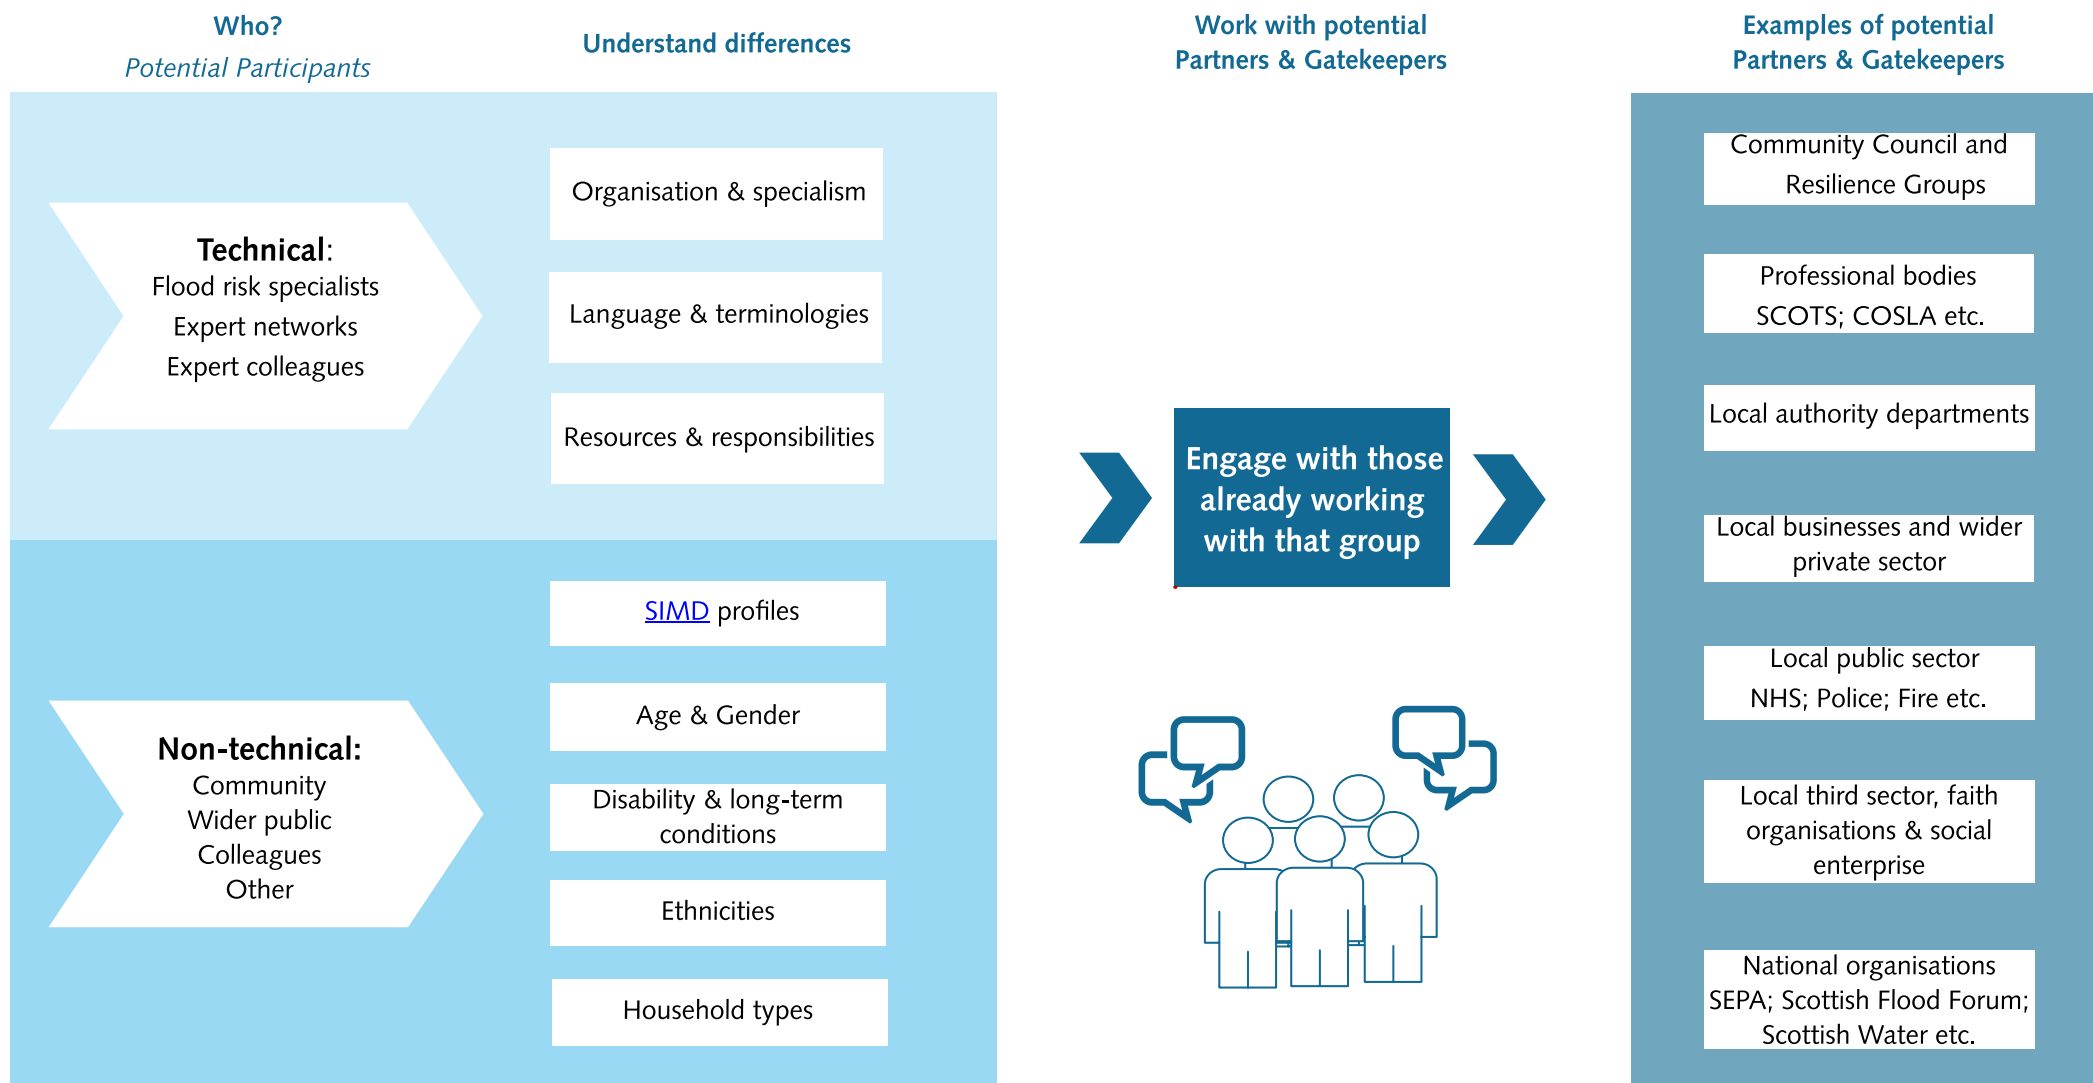 Who?
Potential Participants
Understand differences
Work with potential
Partners & Gatekeepers
Examples of potential
Partners & Gatekeepers
Technical:
Flood risk specialists
Expert networks
Expert colleagues
Organisation & specialism
Language & terminologies
Resources & responsibilities
Non-technical:
Community
Wider public
Colleagues
Other
SIMD profiles
Age & Gender
Disability & long-term
conditions
Ethnicities
Household types
Engage with those
already working
with that group
Community Council and
Resilience Groups
Professional bodies
SCOTS; COSLA etc.
Local authority departments
Local businesses and wider
private sector
Local public sector
NHS; Police; Fire etc.
Local third sector, faith
organisations & social
enterprise
National organisations
SEPA; Scottish Flood Forum;
Scottish Water etc.